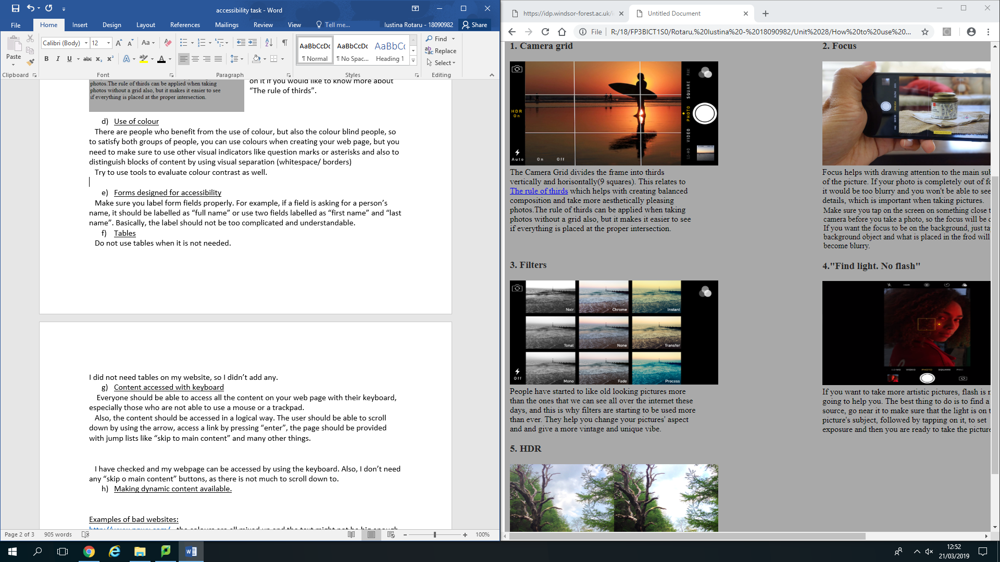 accessibility task - Word
Iustina Rotaru - 18090982
Share
File
Home
Insert
Design
Layout
References
Mailings
Review
View
Tell me...
Paste
Calibri (Body)
12
Find
Replace
Select
AaBbCcDc
AaBbCcDc
AaBbCc
¶ Normal
¶ No Spac...
Heading 1
Clipboard
Font
Paragraph
Styles
Editing
photos.The rule of thirds can be applied when taking
photos without a grid also, but it makes it easier to see
if everything is placed at the proper intersection.
on it if you would like to know more about
“The rule of thirds”.
d) Use of colour
There are people who benefit from the use of colour, but also the colour blind people, so
to satisfy both groups of people, you can use colours when creating your web page, but you
need to make sure to use other visual indicators like question marks or asterisks and also to
distinguish blocks of content by using visual separation (whitespace/ borders)
Try to use tools to evaluate colour contrast as well.
e) Forms designed for accessibility
Make sure you label form fields properly. For example, if a field is asking for a person’s
name, it should be labelled as “full name” or use two fields labelled as “first name” and “last
name”. Basically, the label should not be too complicated and understandable.
f) Tables
Do not use tables when it is not needed.
I did not need tables on my website, so I didn’t add any.
g) Content accessed with keyboard
Everyone should be able to access all the content on your web page with their keyboard,
especially those who are not able to use a mouse or a trackpad.
Also, the content should be accessed in a logical way. The user should be able to scroll
down by using the arrow, access a link by pressing “enter”, the page should be provided
with jump lists like “skip to main content” and many other things.
I have checked and my webpage can be accessed by using the keyboard. Also, I don’t need
any “skip o main content” buttons, as there is not much to scroll down to.
h) Making dynamic content available.
Examples of bad websites:
Page 2 of 3
905 words
100%
https://idp.windsor-forest.ac.uk/
Untitled Document
File
R:/18/FP3BICT1S0/Rotaru,%20Iustina%20-%2018090982/Unit%2028/How%20to%20use%20...
1. Camera grid
HDR
On
Auto
On
Off
PANO
SQUARE
PHOTO
VIDEO
SLO-MO
The Camera Grid divides the frame into thirds
vertically and horisontally(9 squares). This relates to
The rule of thirds which helps with creating balanced
composition and take more aesthetically pleasing
photos.The rule of thirds can be applied when taking
photos without a grid also, but it makes it easier to see
if everything is placed at the proper intersection.
2. Focus
Focus helps with drawing attention to the main sub
of the picture. If your photo is completely out of fo
it would be too blurry and you won't be able to see
details, which is important when taking pictures.
Make sure you tap on the screen on something close t
camera before you take a photo, so the focus will be
If you want the focus to be on the background, just ta
background object and what is placed in the frod will
become blurry.
3. Filters
Noir
Chrome
Instant
Tonal
None
Transfer
Mono
Fade
Process
Off
People have started to like old looking pictures more
than the ones that we can see all over the internet these
days, and this is why filters are starting to be used more
than ever. They help you change your pictures' aspect
and and give a more vintage and unique vibe.
4."Find light. No flash"
HDR
VIDEO
PHOTO
SQUARE
If you want to take more artistic pictures, flash is n
going to help you. The best thing to do is to find a
source, go near it to make sure that the light is on t
picture's subject, followed by tapping on it, to set
exposure and then you are ready to take the picture
5. HDR
12:52
21/03/2019